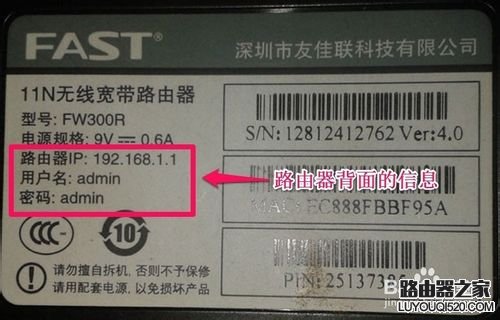 FAST®
深圳市友佳联科技有限公司
11N无线宽带路由器
型号: FW300R
电源规格: 9V 0.6A
路由器IP: 192.168.1.1
用户名: admin
密码: admin
S/N: 12812412762 Ver:4.0
路由器背面的信息
MAC: EC888FBBF95A
CCC
10
请勿擅自拆机，否则不予保修
请用配套电源，以免损坏产品
PIN: 25137
路由器之家
LUYOUQI520.COM